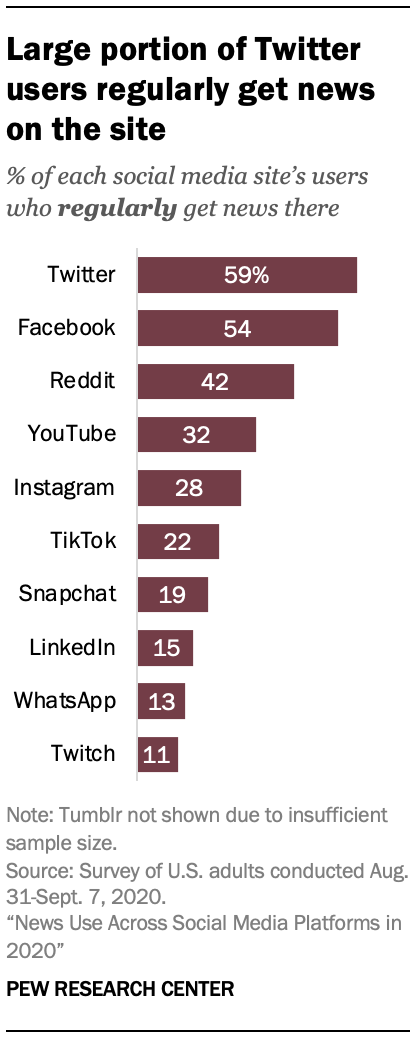 Large portion of Twitter
users regularly get news
on the site
% of each social media site’s users
who regularly get news there
Twitter 59%
Facebook 54
Reddit 42
YouTube 32
Instagram 28
TikTok 22
Snapchat 19
LinkedIn 15
WhatsApp 13
Twitch 11
Note: Tumblr not shown due to insufficient
sample size.
Source: Survey of U.S. adults conducted Aug.
31-Sept. 7, 2020.
“News Use Across Social Media Platforms in
2020”
PEW RESEARCH CENTER